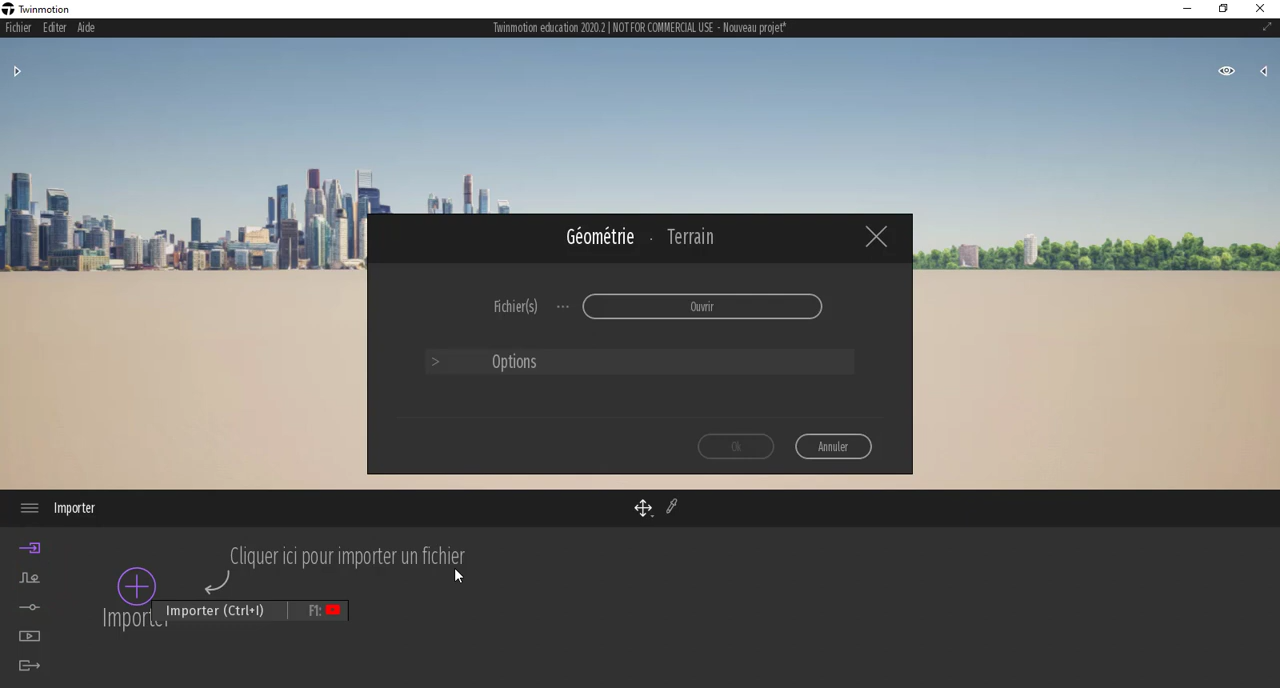 Twinmotion
Fichier Editer Aide
Twinmotion education 2020.2 | NOT FOR COMMERCIAL USE - Nouveau projet*
Géométrie . Terrain
Fichier(s) ... Ouvrir
> Options
Ok Annuler
Importer
Cliquer ici pour importer un fichier
Importer (Ctrl+I) F1:
Importer